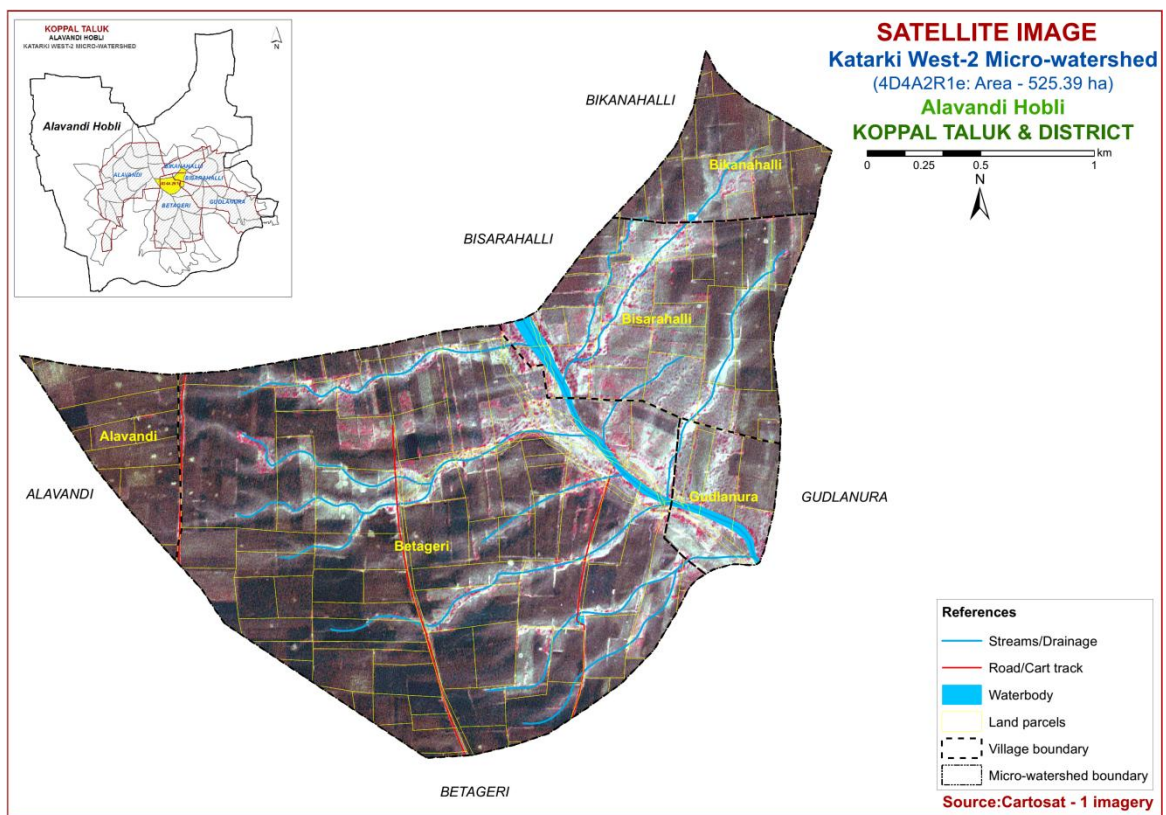 KOPPAL TALUK
ALAVANDI HOBLI
KATARKI WEST-2 MICRO-WATERSHED
N
Alavandi Hobli
BIKANAHALLI
ALAVANDI
BISARAHALLI
BETAGERI
GUDLANURA
SATELLITE IMAGE
Katarki West-2 Micro-watershed
(4D4A2R1e: Area - 525.39 ha)
Alavandi Hobli
KOPPAL TALUK & DISTRICT
km
0 0.25 0.5 1
N
BIKANAHALLI
Bikanahalli
BISARAHALLI
Bisarahalli
Alavandi
ALAVANDI
Gudlanura
GUDLANURA
Betageri
BETAGERI
References
Streams/Drainage
Road/Cart track
Waterbody
Land parcels
Village boundary
Micro-watershed boundary
Source:Cartosat - 1 imagery